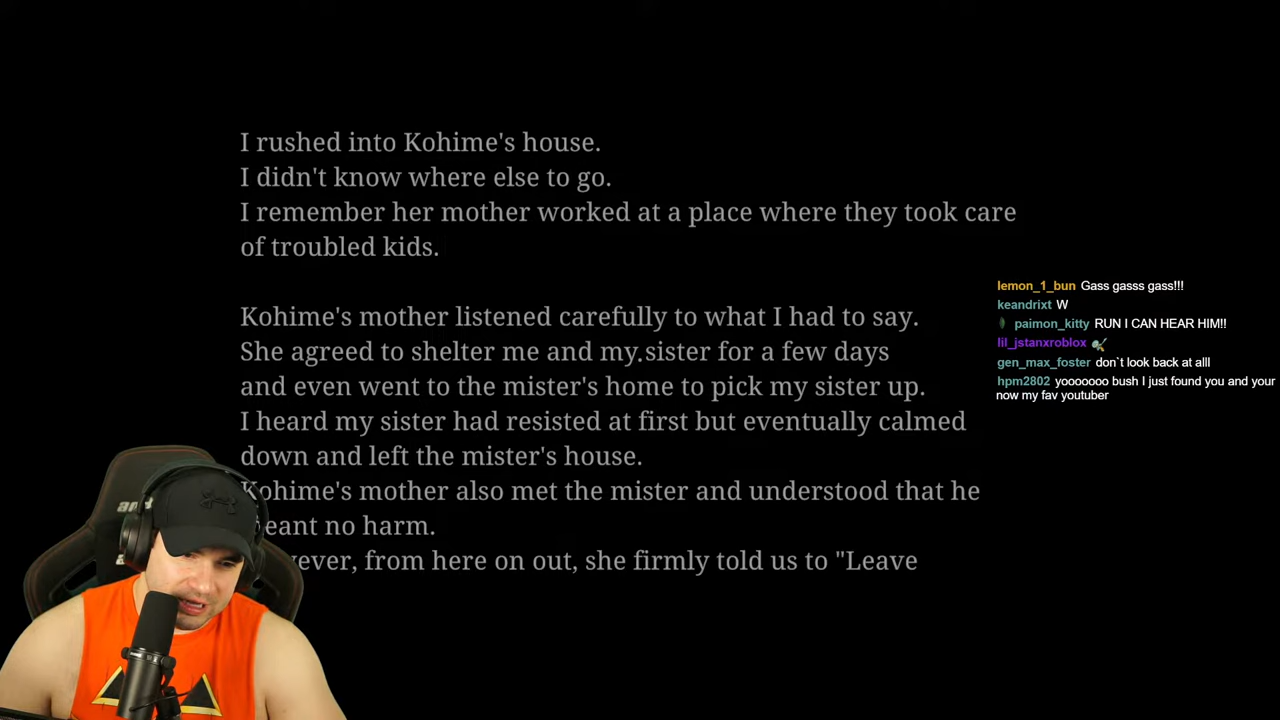 I rushed into Kohime's house.
I didn't know where else to go.
I remember her mother worked at a place where they took care
of troubled kids.
Kohime's mother listened carefully to what I had to say.
She agreed to shelter me and my sister for a few days
and even went to the mister's home to pick my sister up.
I heard my sister had resisted at first but eventually calmed
down and left the mister's house.
Kohime's mother also met the mister and understood that he
meant no harm.
from here on out, she firmly told us to "Leave
lemon_1_bun Gass gasss gass!!!
keandrixt W
paimon_kitty RUN I CAN HEAR HIM!!
lil_jstanxroblox
gen_max_foster don`t look back at alll
hpm2802 yooooooo bush I just found you and your
now my fav youtuber